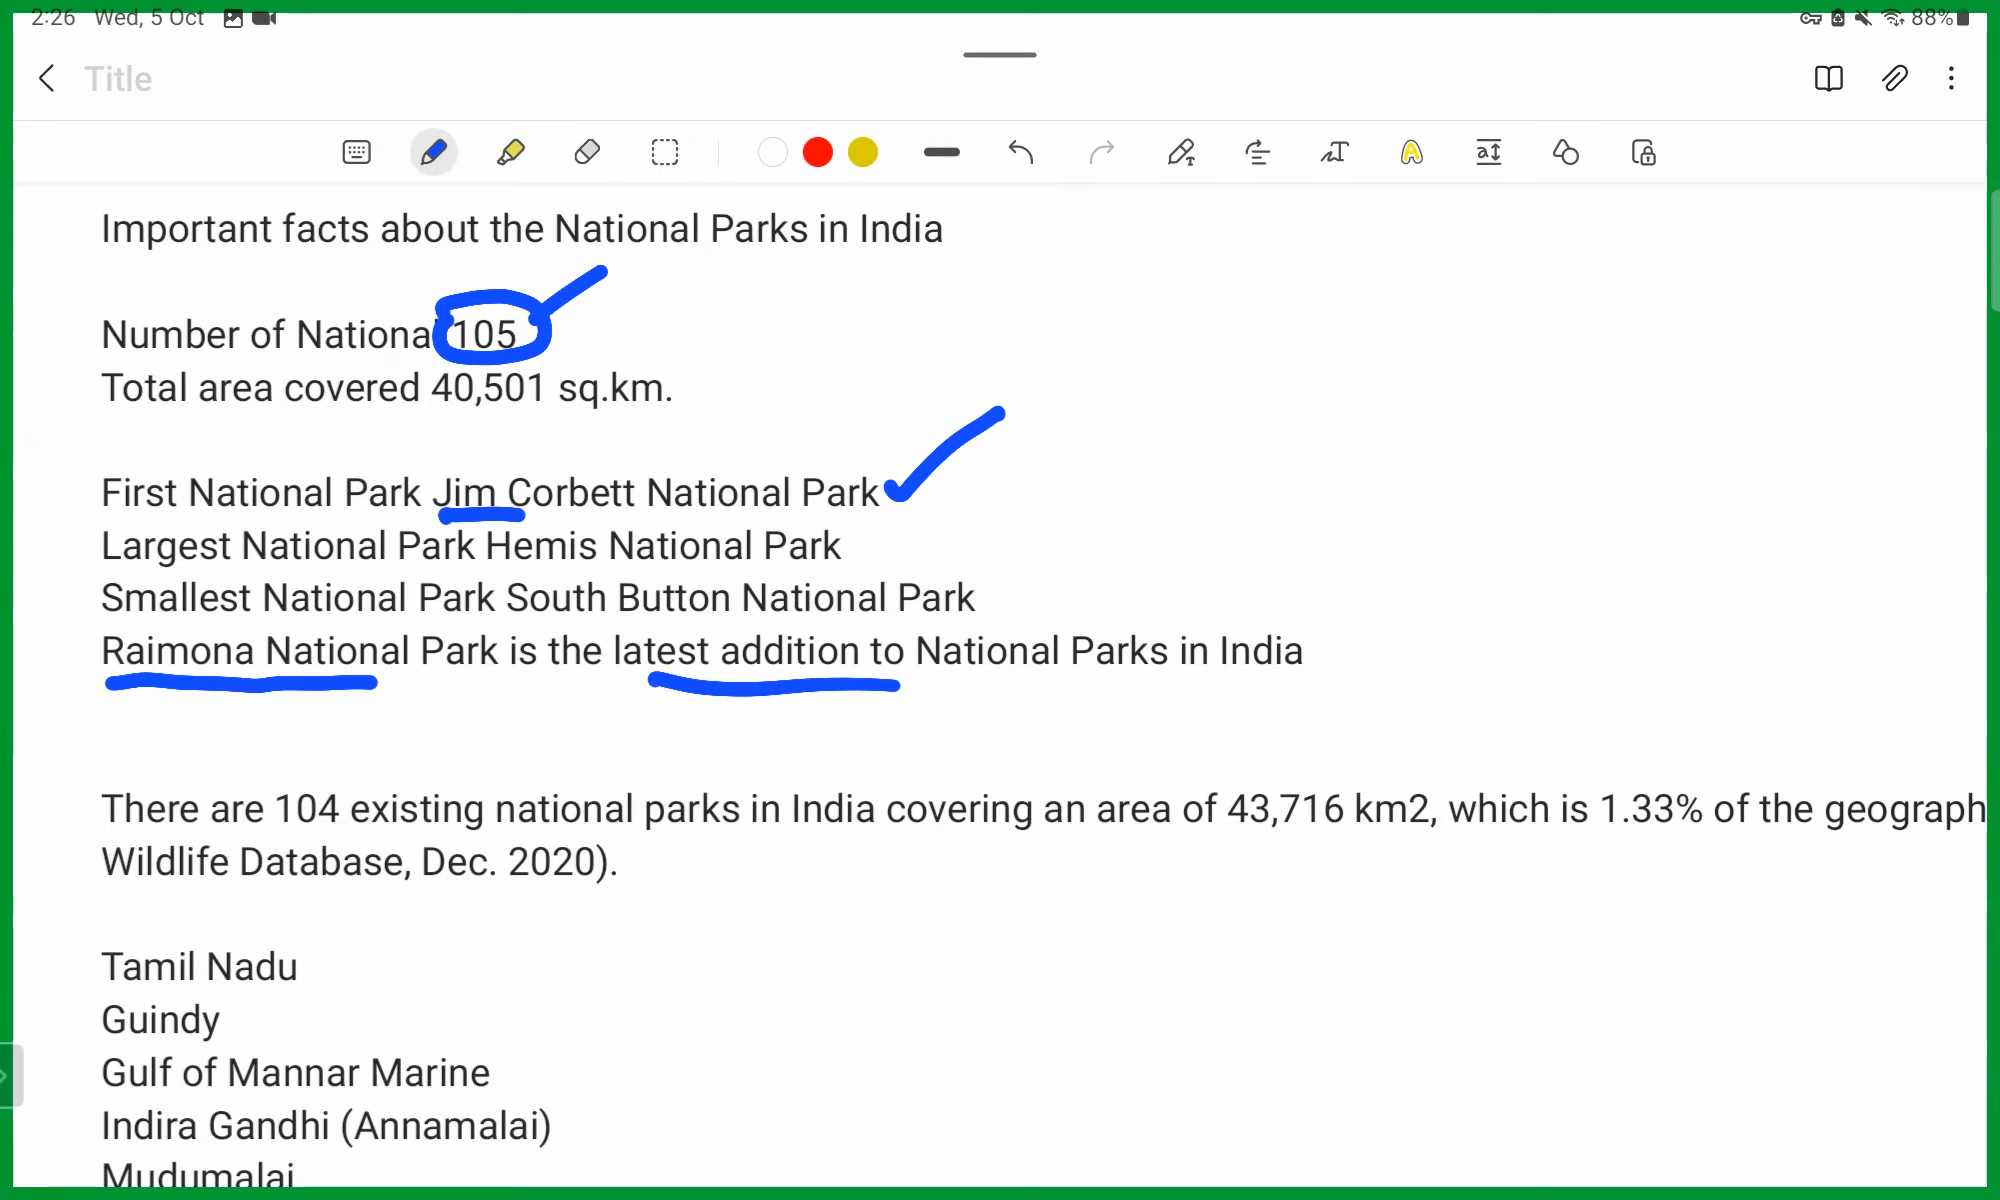 2:26 Wed, 5 Oct 88%
Title
Important facts about the National Parks in India
Number of National 105
Total area covered 40,501 sq.km.
First National Park Jim Corbett National Park
Largest National Park Hemis National Park
Smallest National Park South Button National Park
Raimona National Park is the latest addition to National Parks in India
There are 104 existing national parks in India covering an area of 43,716 km2, which is 1.33% of the geograph
Wildlife Database, Dec. 2020).
Tamil Nadu
Guindy
Gulf of Mannar Marine
Indira Gandhi (Annamalai)
Mudumalai